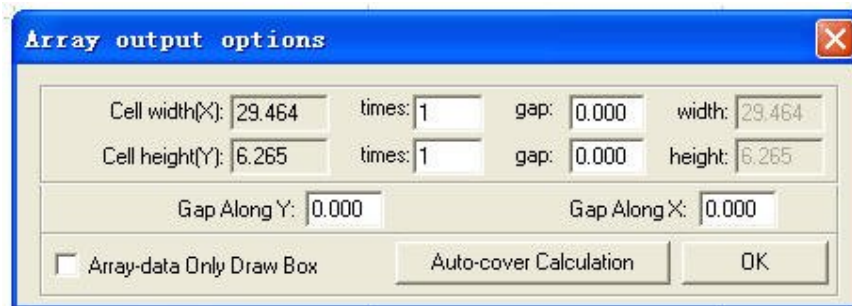 Array output options
Cell width(X): 29.464 times: 1 gap: 0.000 width: 29.464
Cell height(Y): 6.265 times: 1 gap: 0.000 height: 6.265
Gap Along Y: 0.000 Gap Along X: 0.000
Array-data Only Draw Box Auto-cover Calculation OK